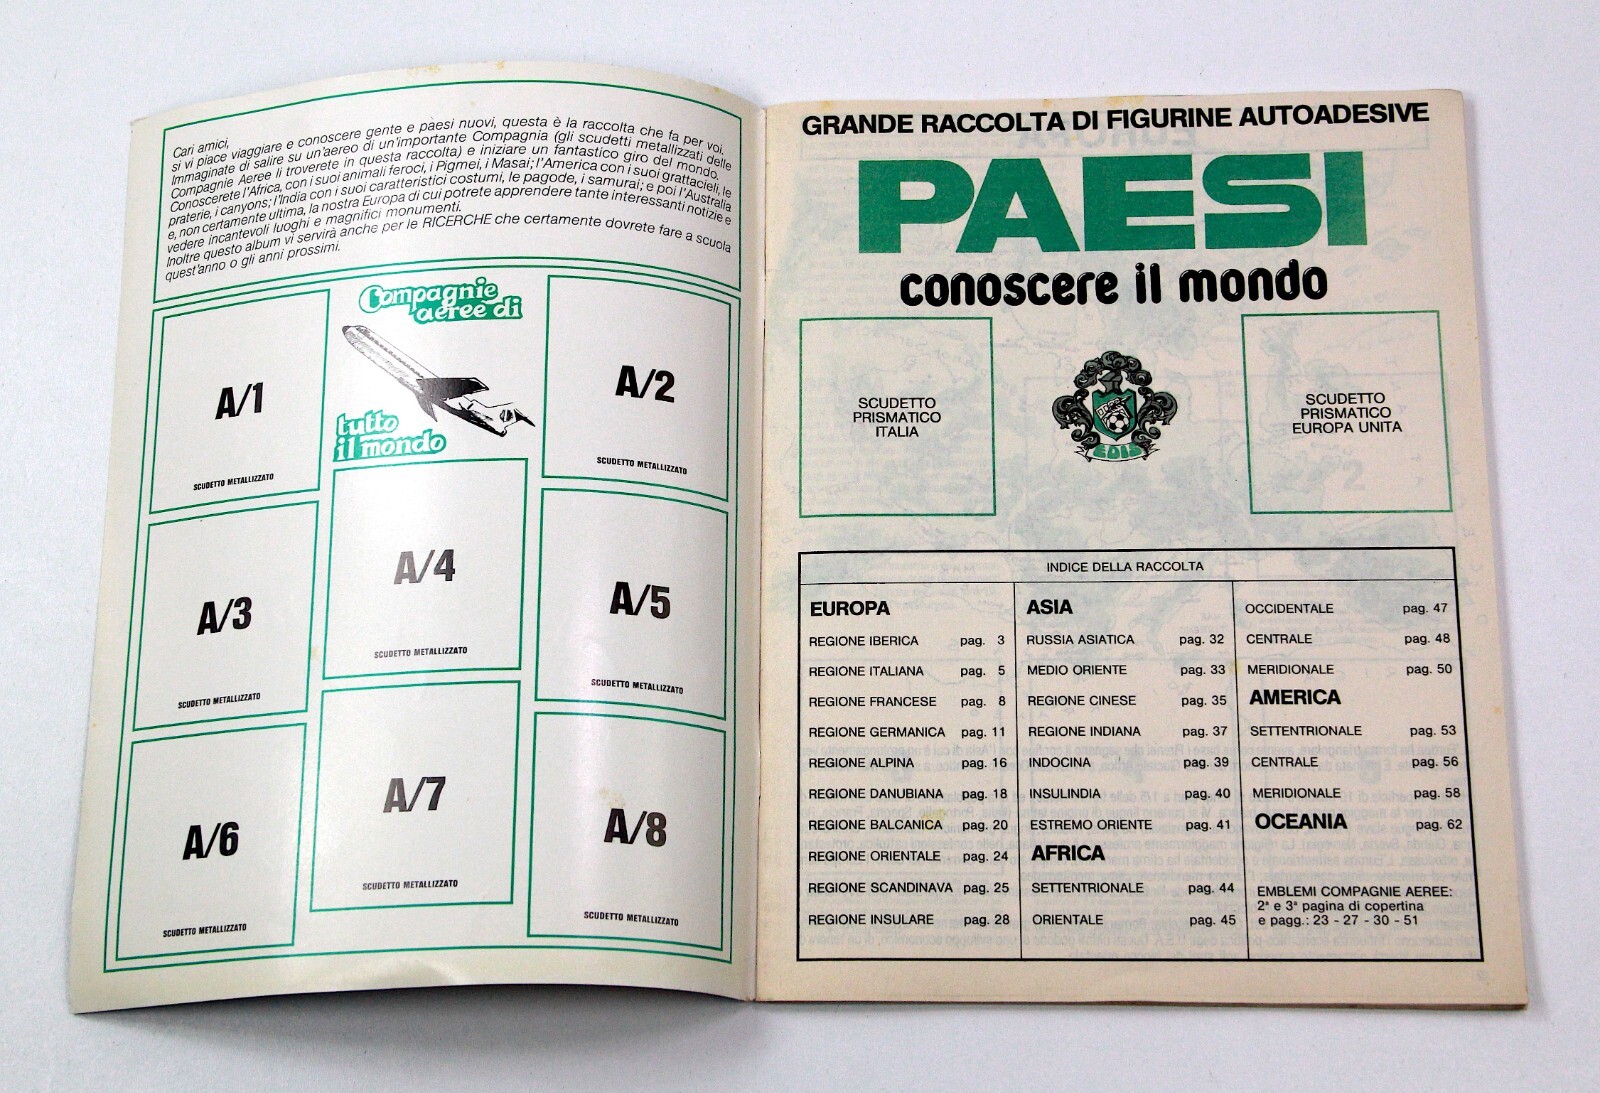 Cari amici,
si vi piace viaggiare e conoscere gente e paesi nuovi, questa è la raccolta che fa per voi.
Immaginate di salire su un'aereo di un'importante Compagnia (gli scudetti metallizzati delle
Compagnie Aeree li troverete in questa raccolta) e iniziare un fantastico giro del mondo.
Conoscerete l'Africa, con i suoi animali feroci, i Pigmei, i Masai; l'America con i suoi grattacieli, le
praterie, i canyons; l'India con i suoi caratteristici costumi, le pagode, i samurai; e poi l'Australia
e, non certamente ultima, la nostra Europa di cui potrete apprendere tante interessanti notizie e
vedere incantevoli luoghi e magnifici monumenti.
Inoltre questo album vi servirà anche per le RICERCHE che certamente dovrete fare a scuola
quest'anno o gli anni prossimi.
Compagnie
aeree di
tutto
il mondo
A/1
SCUDETTO METALLIZZATO
A/2
SCUDETTO METALLIZZATO
A/3
SCUDETTO METALLIZZATO
A/4
SCUDETTO METALLIZZATO
A/5
SCUDETTO METALLIZZATO
A/6
SCUDETTO METALLIZZATO
A/7
SCUDETTO METALLIZZATO
A/8
SCUDETTO METALLIZZATO
GRANDE RACCOLTA DI FIGURINE AUTOADESIVE
PAESI
conoscere il mondo
SCUDETTO
PRISMATICO
ITALIA
EDIS
SCUDETTO
PRISMATICO
EUROPA UNITA
INDICE DELLA RACCOLTA
EUROPA
REGIONE IBERICA pag. 3
REGIONE ITALIANA pag. 5
REGIONE FRANCESE pag. 8
REGIONE GERMANICA pag. 11
REGIONE ALPINA pag. 16
REGIONE DANUBIANA pag. 18
REGIONE BALCANICA pag. 20
REGIONE ORIENTALE pag. 24
REGIONE SCANDINAVA pag. 25
REGIONE INSULARE pag. 28
ASIA
RUSSIA ASIATICA pag. 32
MEDIO ORIENTE pag. 33
REGIONE CINESE pag. 35
REGIONE INDIANA pag. 37
INDOCINA pag. 39
INSULINDIA pag. 40
ESTREMO ORIENTE pag. 41
AFRICA
SETTENTRIONALE pag. 44
ORIENTALE pag. 45
OCCIDENTALE pag. 47
CENTRALE pag. 48
MERIDIONALE pag. 50
AMERICA
SETTENTRIONALE pag. 53
CENTRALE pag. 56
MERIDIONALE pag. 58
OCEANIA pag. 62
EMBLEMI COMPAGNIE AEREE:
2ª e 3ª pagina di copertina
e pagg.: 23 - 27 - 30 - 51